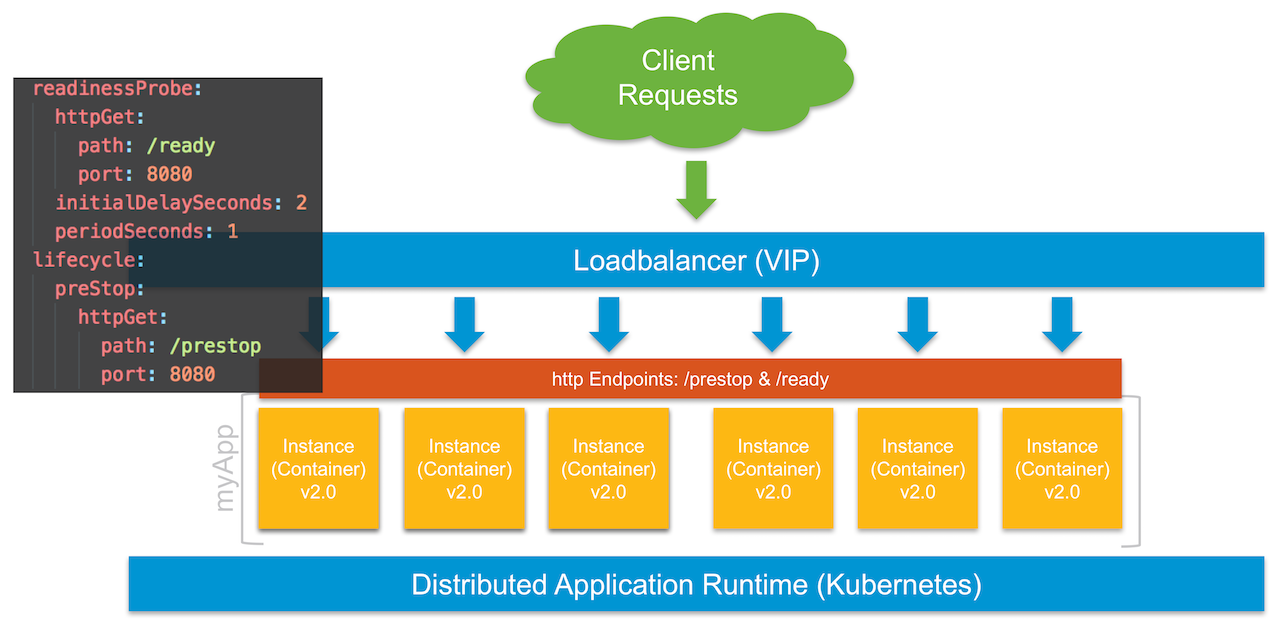 Client
Requests
readinessProbe:
httpGet:
path: /ready
port: 8080
initialDelaySeconds: 2
periodSeconds: 1
lifecycle:
preStop:
httpGet:
path: /prestop
port: 8080
Loadbalancer (VIP)
http Endpoints: /prestop & /ready
myApp
Instance
(Container)
v2.0
Instance
(Container)
v2.0
Instance
(Container)
v2.0
Instance
(Container)
v2.0
Instance
(Container)
v2.0
Instance
(Container)
v2.0
Distributed Application Runtime (Kubernetes)